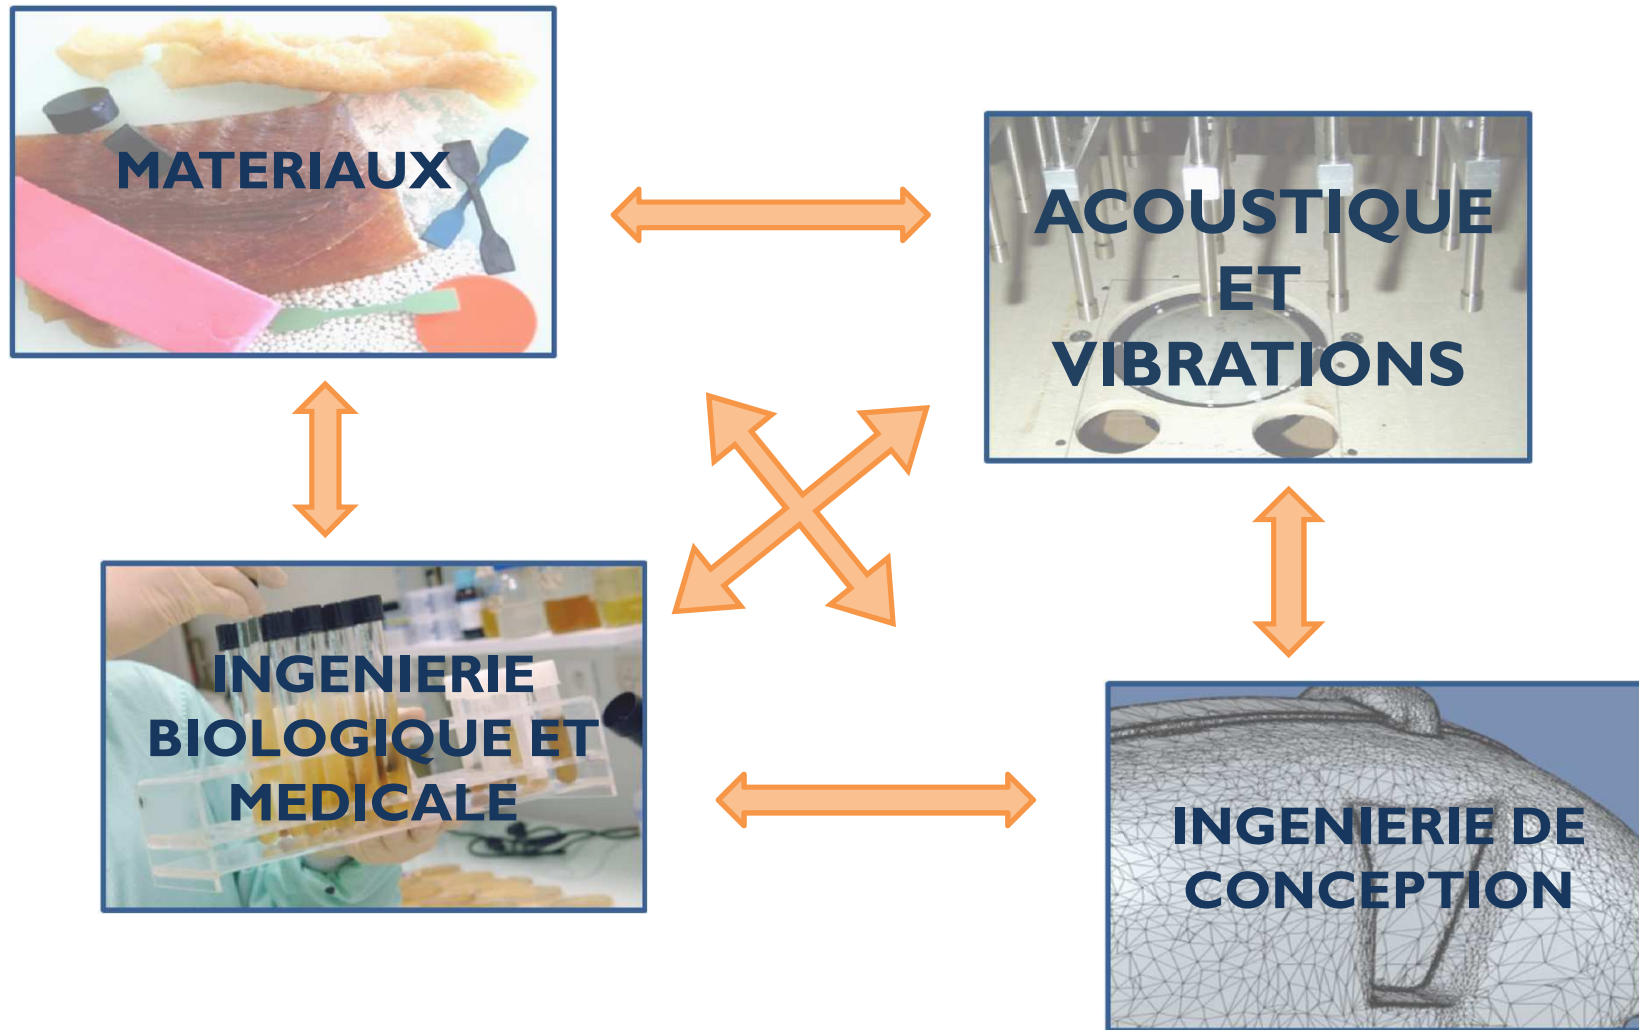 MATERIAUX
ACOUSTIQUE
ET
VIBRATIONS
INGENIERIE
BIOLOGIQUE ET
MEDICALE
INGENIERIE DE
CONCEPTION